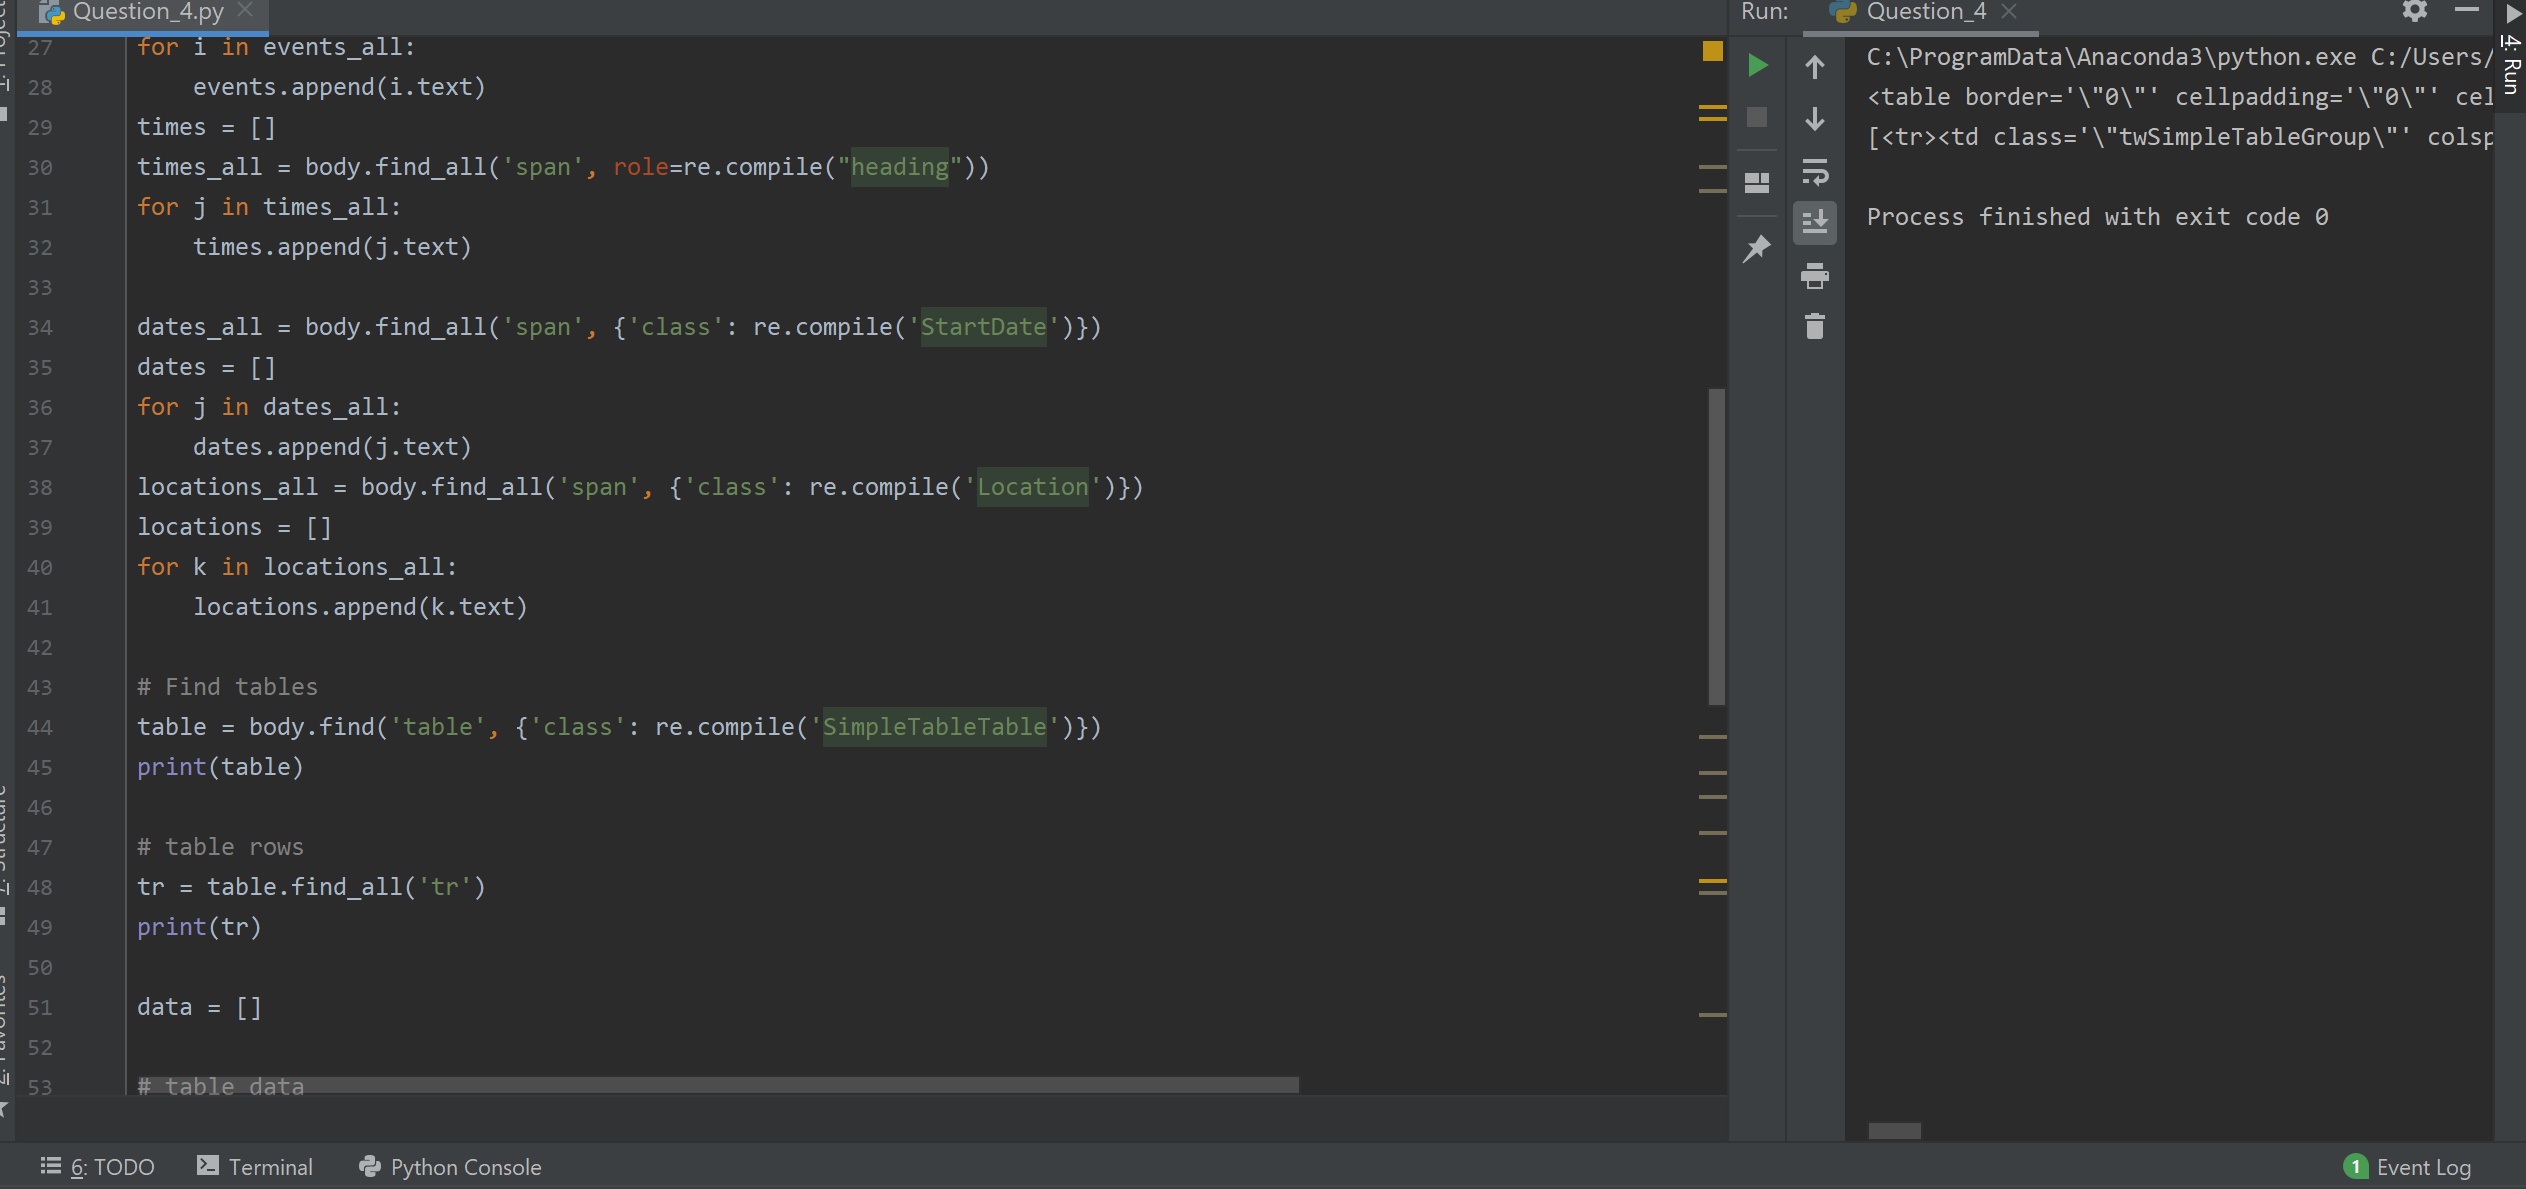 Question_4.py
Run: Question_4
27 for i in events_all:
28     events.append(i.text)
29 times = []
30 times_all = body.find_all('span', role=re.compile("heading"))
31 for j in times_all:
32     times.append(j.text)
33
34 dates_all = body.find_all('span', {'class': re.compile('StartDate')})
35 dates = []
36 for j in dates_all:
37     dates.append(j.text)
38 locations_all = body.find_all('span', {'class': re.compile('Location')})
39 locations = []
40 for k in locations_all:
41     locations.append(k.text)
42
43 # Find tables
44 table = body.find('table', {'class': re.compile('SimpleTableTable')})
45 print(table)
46
47 # table rows
48 tr = table.find_all('tr')
49 print(tr)
50
51 data = []
52
53 # table data
C:\ProgramData\Anaconda3\python.exe C:/Users/
<table border='\"0\"' cellpadding='\"0\"' cel
[<tr><td class='\"twSimpleTableGroup\"' colsp
Process finished with exit code 0
4: Run
6: TODO
Terminal
Python Console
1 Event Log